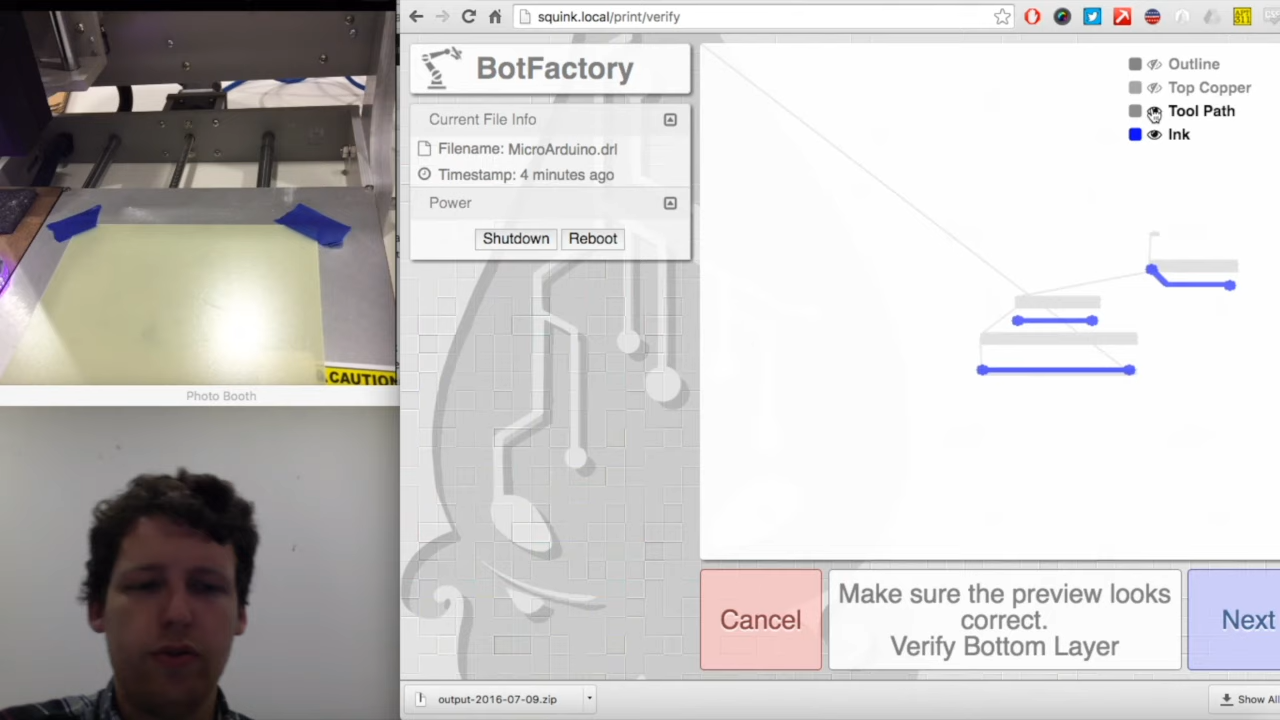 squink.local/print/verify
BotFactory
Current File Info
Filename: MicroArduino.drl
Timestamp: 4 minutes ago
Power
Shutdown Reboot
Outline
Top Copper
Tool Path
Ink
CAUTION
Photo Booth
Cancel
Make sure the preview looks
correct.
Verify Bottom Layer
Next
output-2016-07-09.zip
Show All